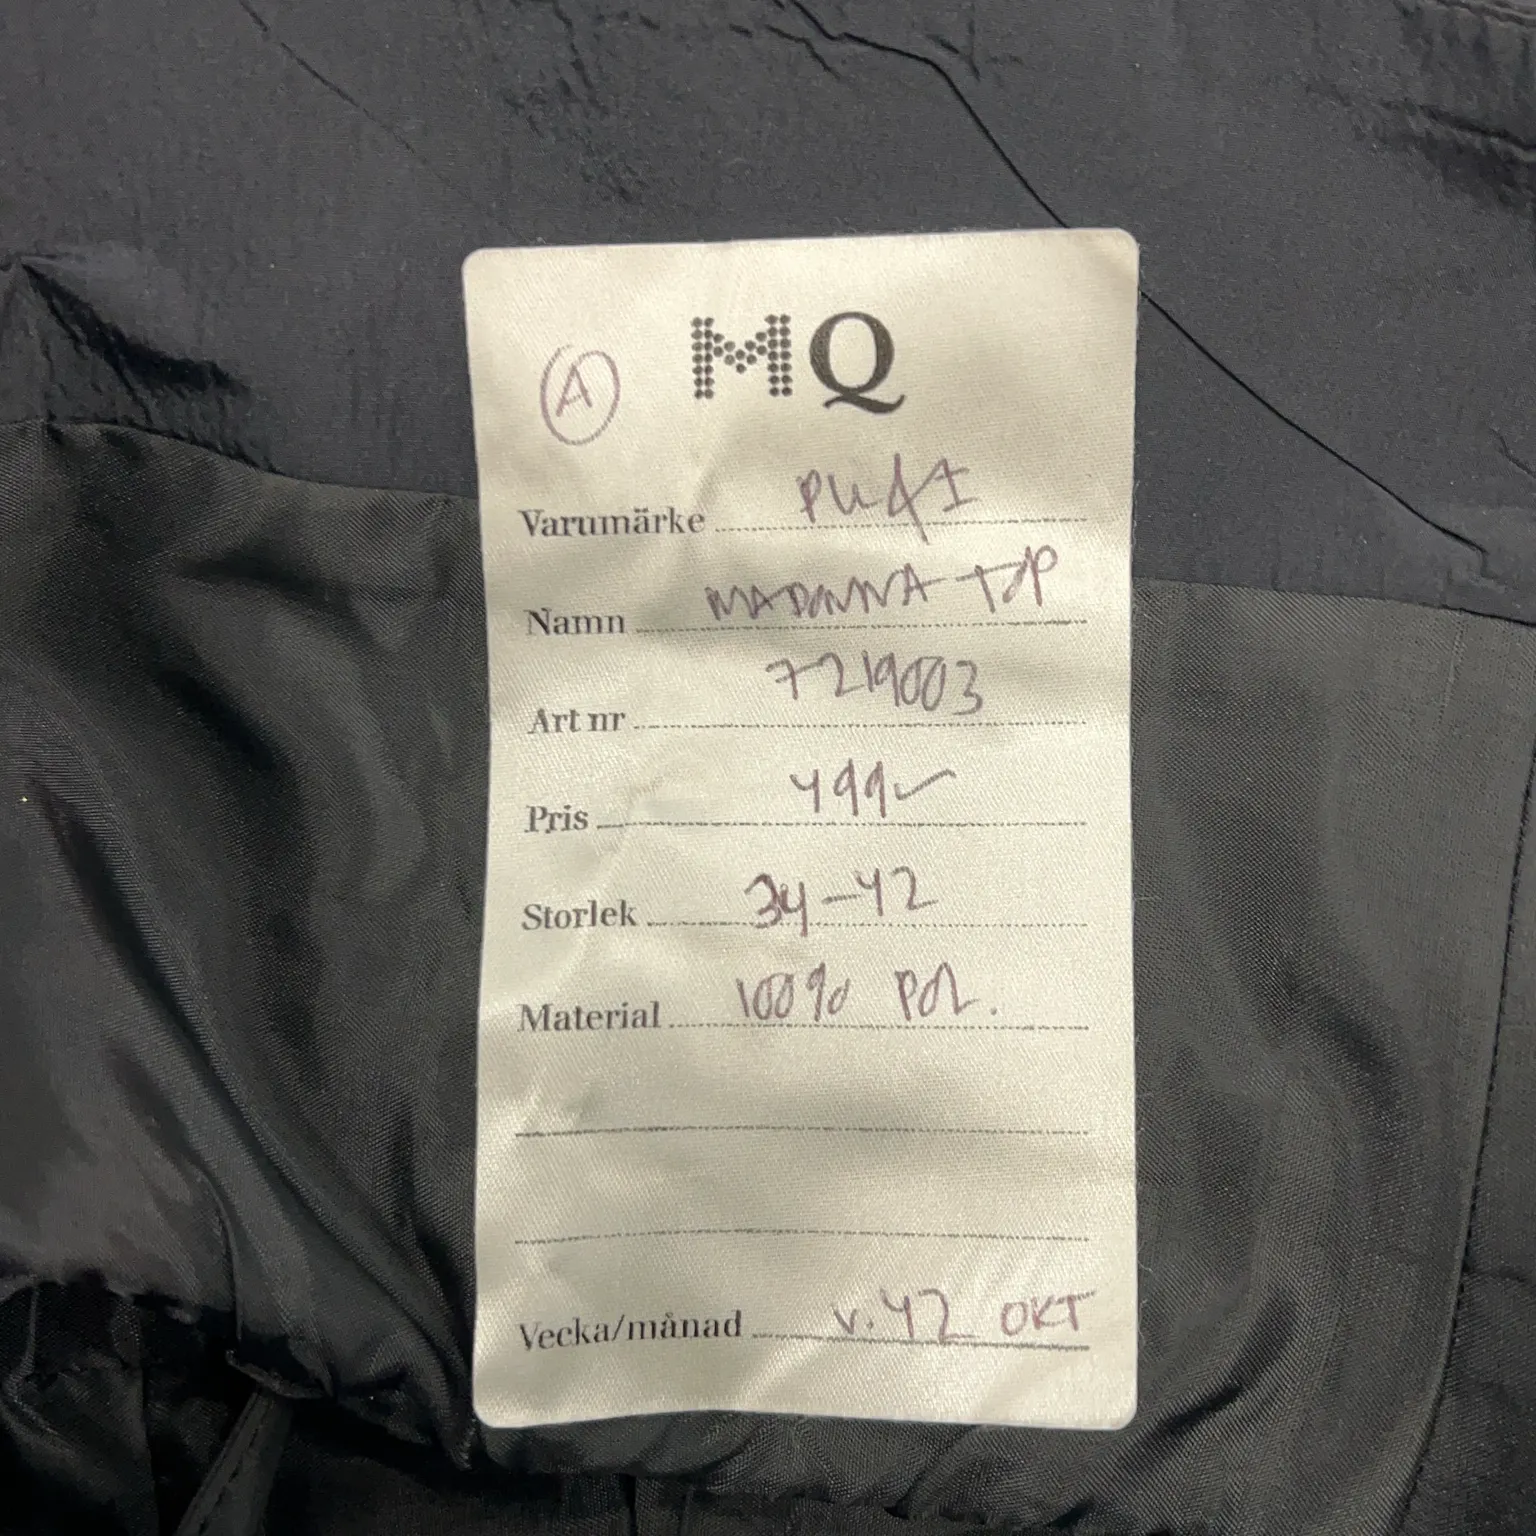 MQ
A
Varumärke
Namn MADONNA TOP
Art nr 7219003
Pris 499
Storlek 34-42
Material 100% POL.
Vecka/månad v.42 OKT